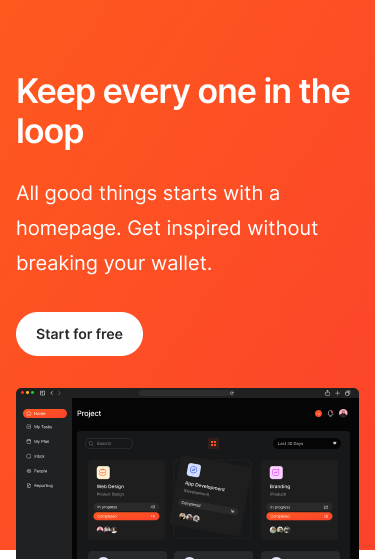 Keep every one in the
loop
All good things starts with a
homepage. Get inspired without
breaking your wallet.
Start for free
Home
Project
My Tasks
Search
Last 30 Days
My Plan
Inbox
People
Reporting
Web Design
Product Design
In progress
Completed
App Development
Development
Completed
Branding
In progress
Completed